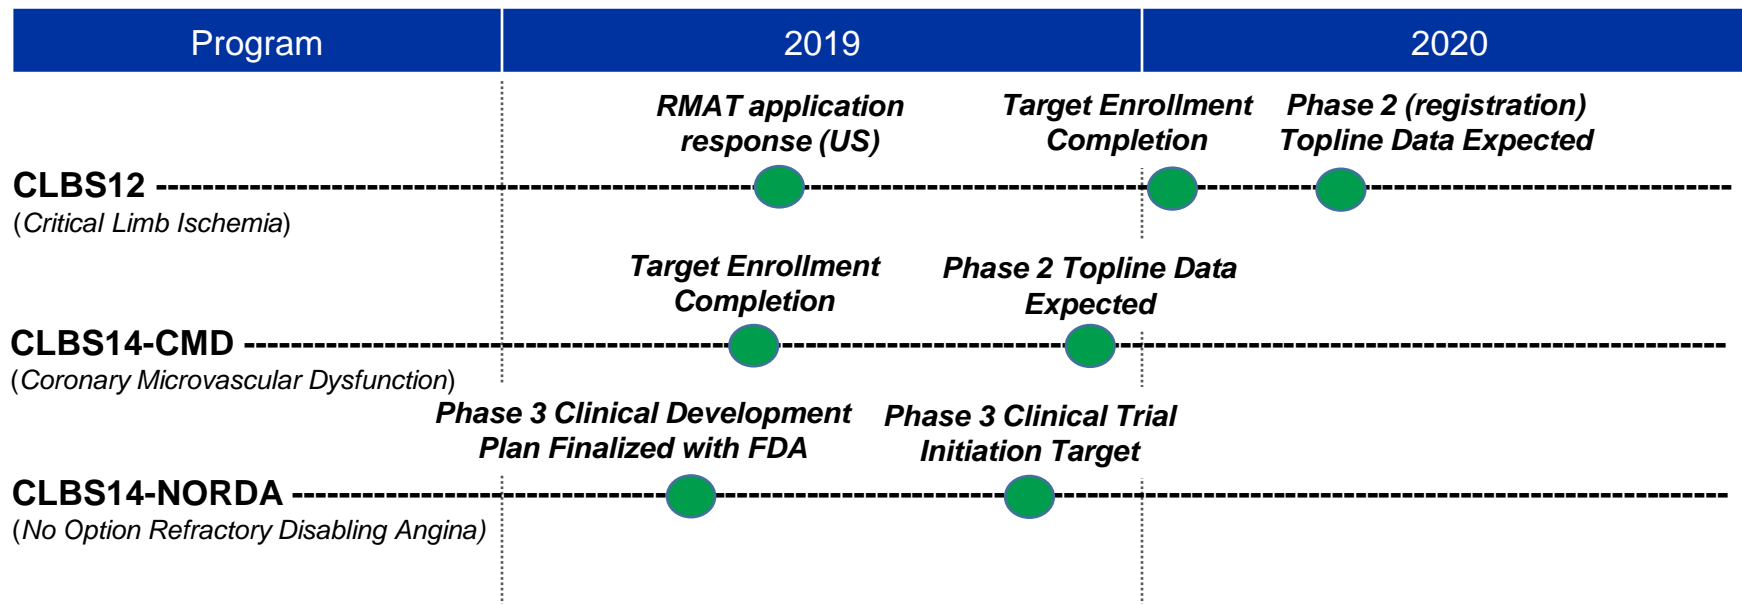 Program 2019 2020
RMAT application
response (US)
Target Enrollment
Completion
Phase 2 (registration)
Topline Data Expected
CLBS12
(Critical Limb Ischemia)
Target Enrollment
Completion
Phase 2 Topline Data
Expected
CLBS14-CMD
(Coronary Microvascular Dysfunction)
Phase 3 Clinical Development
Plan Finalized with FDA
Phase 3 Clinical Trial
Initiation Target
CLBS14-NORDA
(No Option Refractory Disabling Angina)